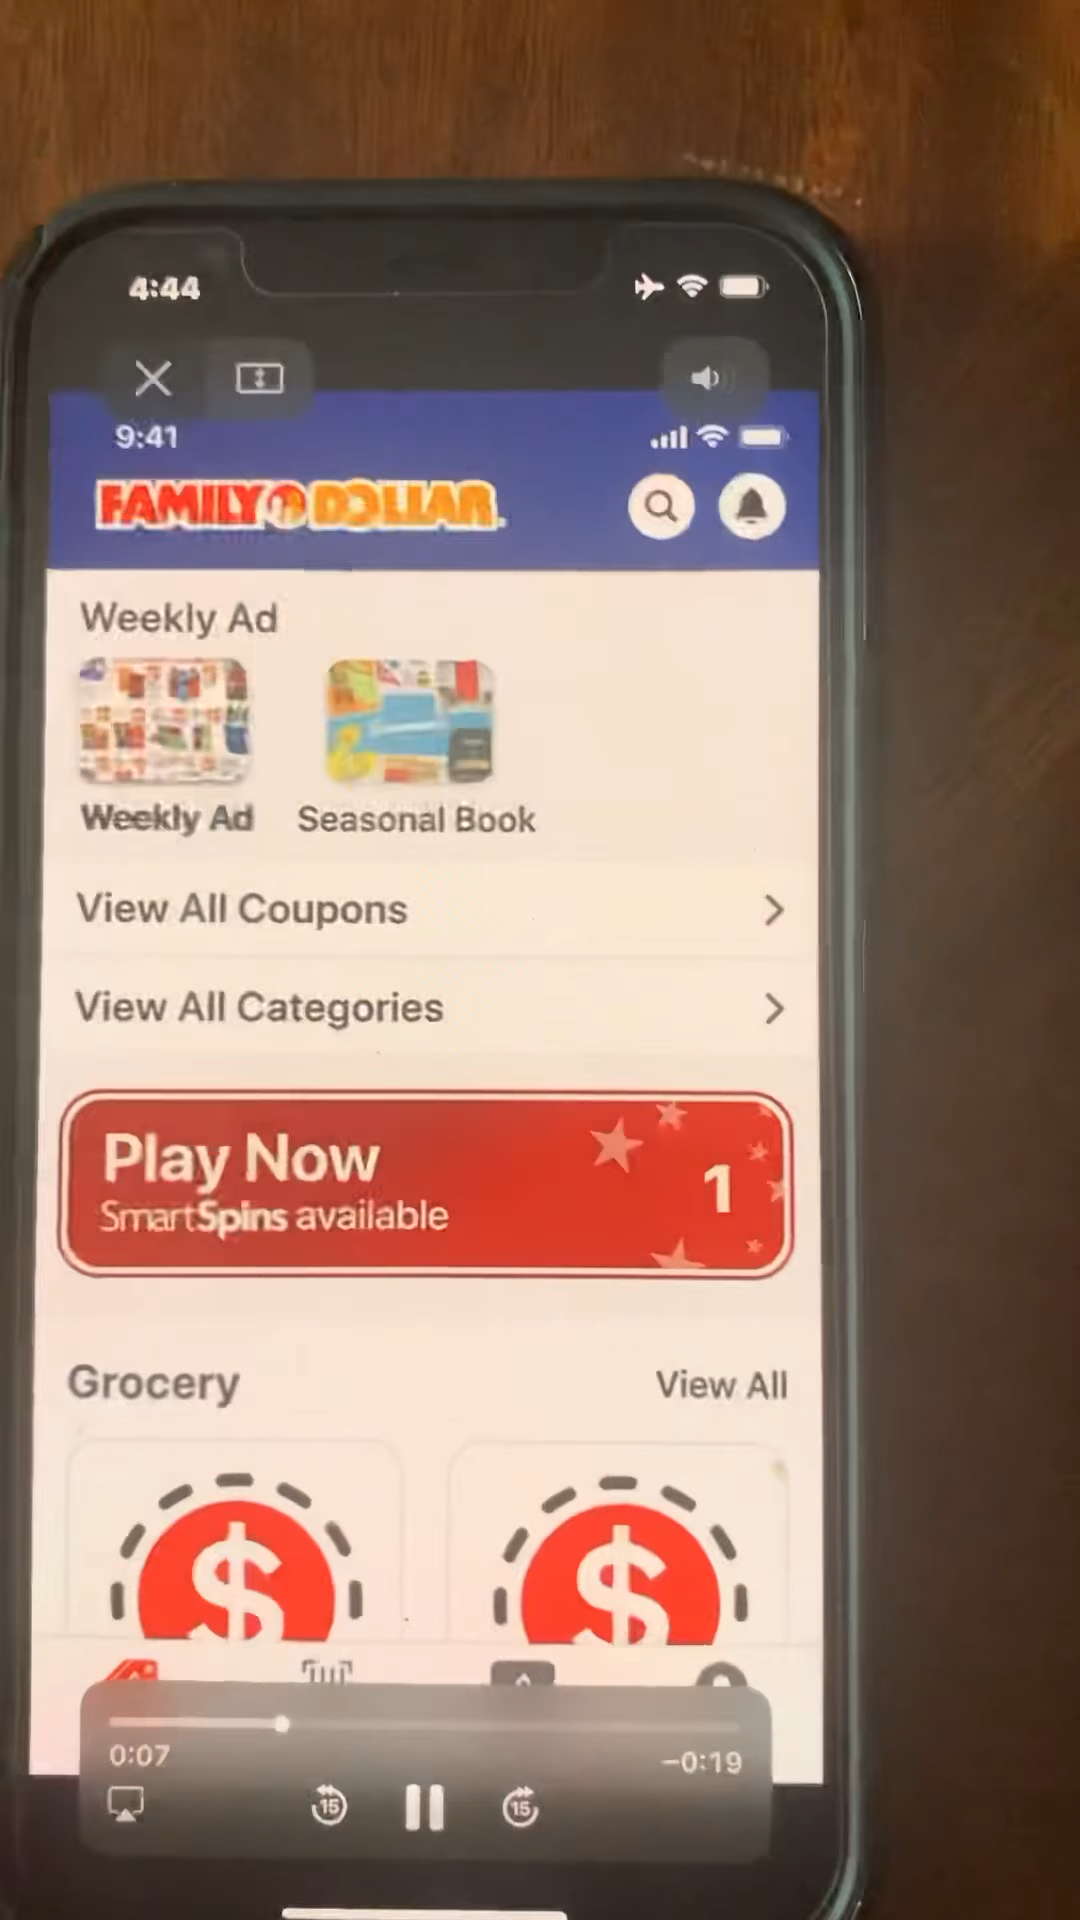 4:44
9:41
FAMILY DOLLAR
Weekly Ad
Weekly Ad
Seasonal Book
View All Coupons
View All Categories
Play Now
SmartSpins available
1
Grocery
View All
$ $
0:07
-0:19
15
15